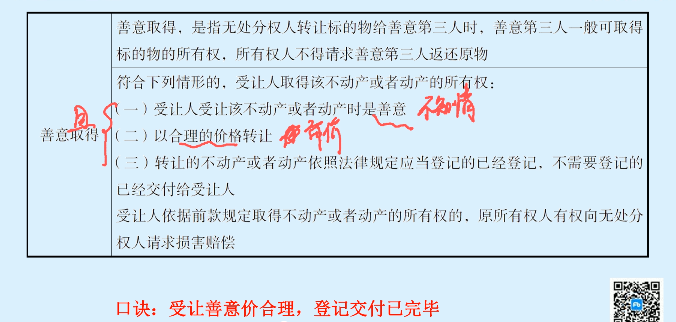 善意取得,是指无处分权人转让标的物给善意第三人时,善意第三人一般可取得
标的物的所有权,所有权人不得请求善意第三人返还原物
符合下列情形的,受让人取得该不动产或者动产的所有权:
(一)受让人受让该不动产或者动产时是善意 不知情
善意取得
(二)以合理的价格转让
(三)转让的不动产或者动产依照法律规定应当登记的已经登记,不需要登记的
已经交付给受让人
受让人依据前款规定取得不动产或者动产的所有权的,原所有权人有权向无处分
权人请求损害赔偿
口诀:受让善意价合理,登记交付已完毕